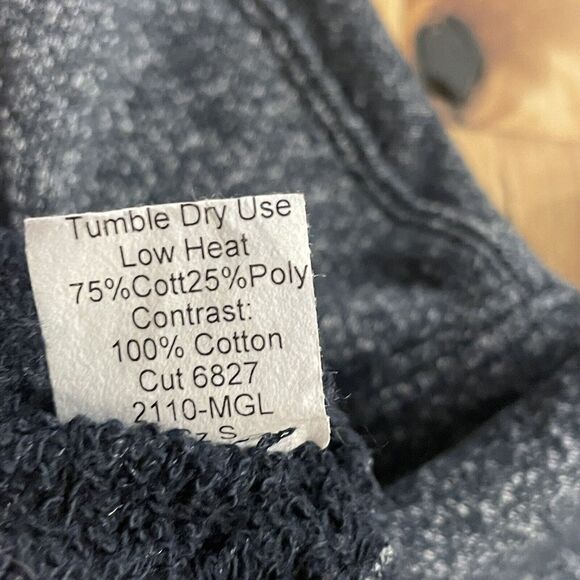 Tumble Dry Use
Low Heat
75%Cott25%Poly
Contrast:
100% Cotton
Cut 6827
2110-MGL
S